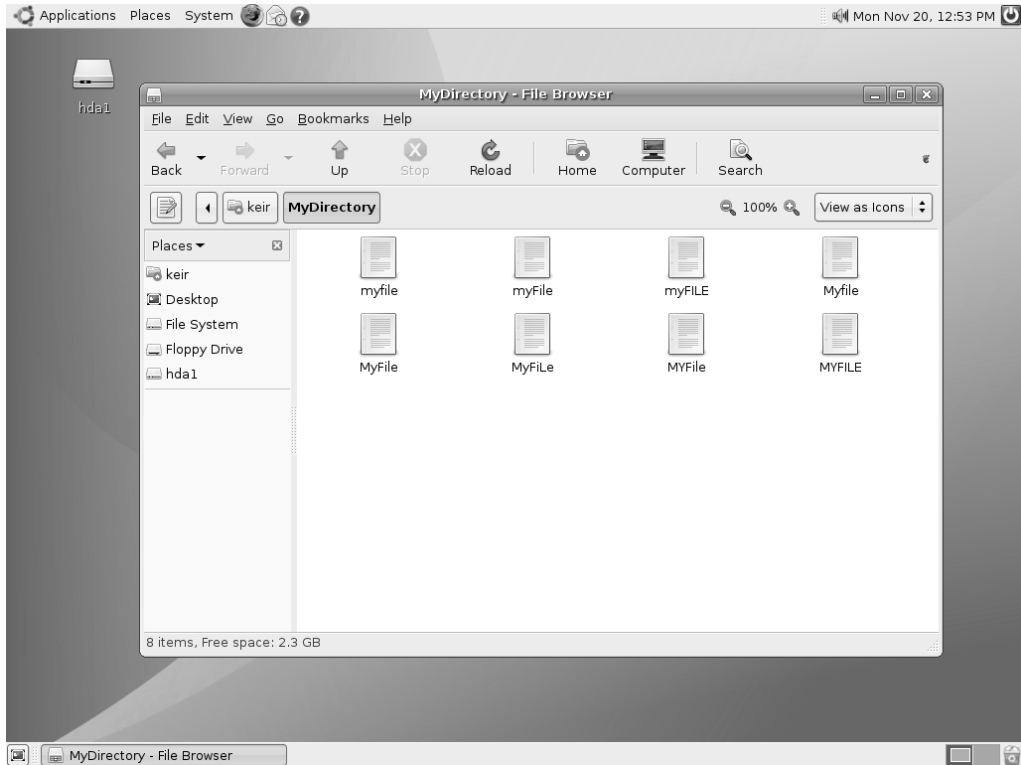 Applications Places System Mon Nov 20, 12:53 PM
hda1
MyDirectory - File Browser
File Edit View Go Bookmarks Help
Back Forward Up Stop Reload Home Computer Search
keir MyDirectory 100% View as Icons
Places
keir
Desktop
File System
Floppy Drive
hda1
myfile myFile myFILE Myfile
MyFile MyFiLe MYFile MYFILE
8 items, Free space: 2.3 GB
MyDirectory - File Browser